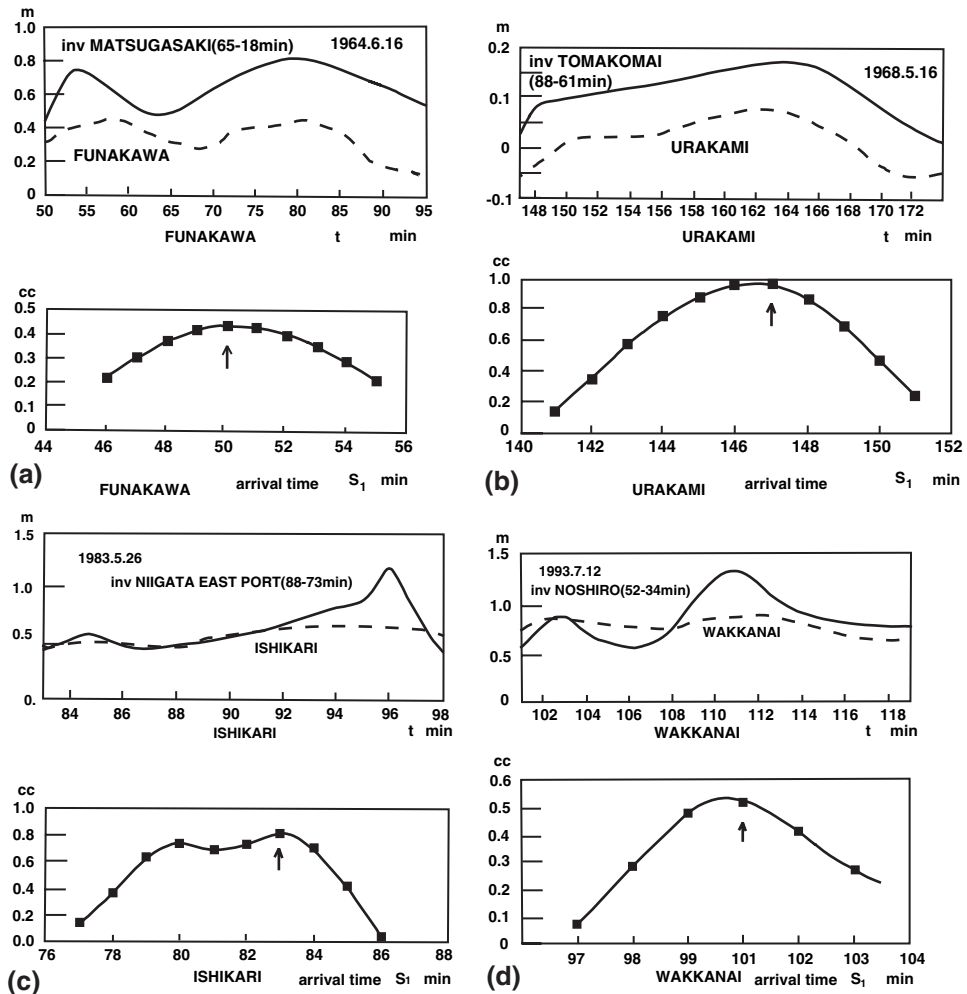 m
1.0
inv MATSUGASAKI(65-18min)
1964.6.16
0.8
0.6
0.4
0.2
0
FUNAKAWA
50 55 60 65 70 75 80 85 90 95
FUNAKAWA t min
cc
0.5
0.4
0.3
0.2
0.1
0
44 46 48 50 52 54 56
(a)
FUNAKAWA arrival time S1 min
m
0.2
inv TOMAKOMAI
(88-61min)
1968.5.16
0.1
0
-0.1
URAKAMI
148 150 152 154 156 158 160 162 164 166 168 170 172
URAKAMI t min
cc
1.0
0.8
0.6
0.4
0.2
0
140 142 144 146 148 150 152
(b)
URAKAMI arrival time S1 min
m
1.5
1983.5.26
inv NIIGATA EAST PORT(88-73min)
1.0
0.5
0.
ISHIKARI
84 86 88 90 92 94 96 98
ISHIKARI t min
cc
1.0
0.8
0.6
0.4
0.2
0.0
76 78 80 82 84 86 88
(c)
ISHIKARI arrival time S1 min
m
1.5
1993.7.12
inv NOSHIRO(52-34min)
1.0
0.5
0
WAKKANAI
102 104 106 108 110 112 114 116 118
WAKKANAI t min
cc
0.6
0.5
0.4
0.3
0.2
0.1
0
97 98 99 100 101 102 103 104
(d)
WAKKANAI arrival time S1 min